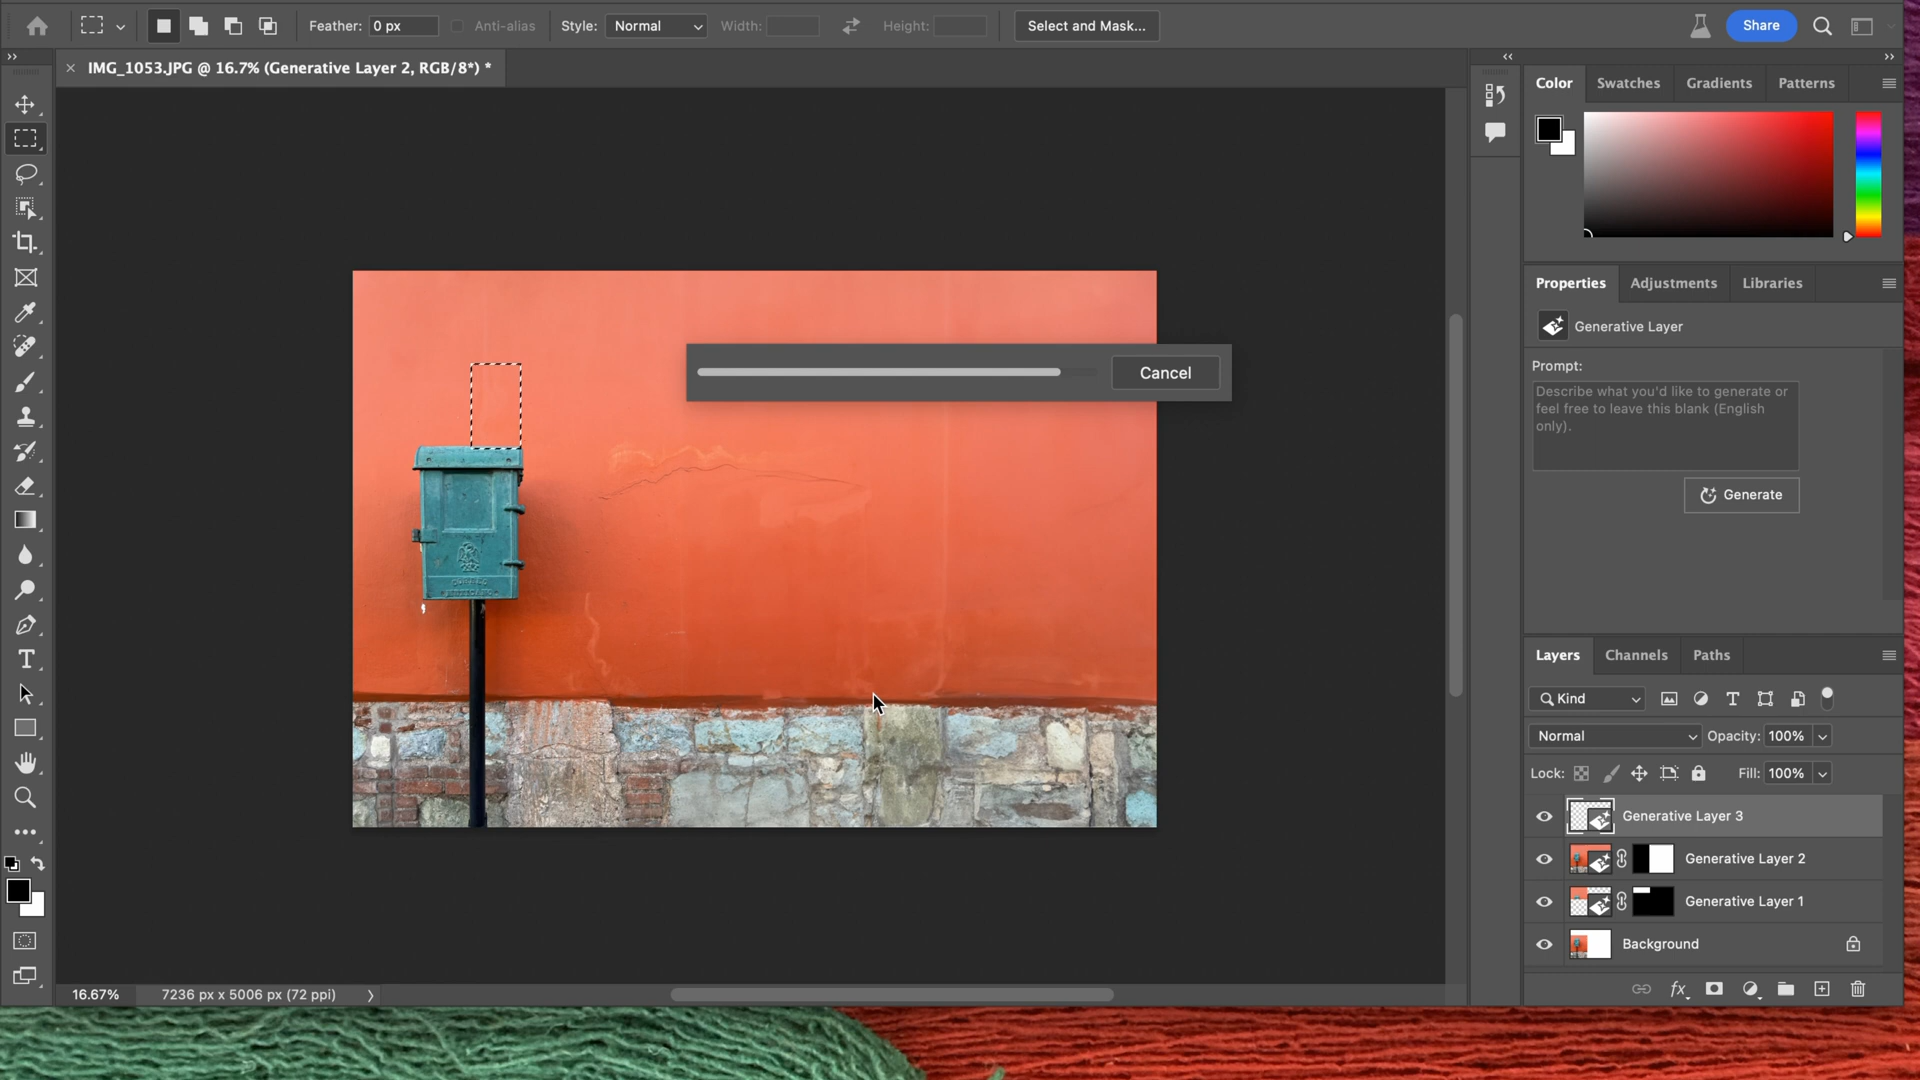 Feather: 0 px Anti-alias Style: Normal Width: Height: Select and Mask... Share
× IMG_1053.JPG @ 16.7% (Generative Layer 2, RGB/8*) *
Color Swatches Gradients Patterns
Properties Adjustments Libraries
Generative Layer
Prompt:
Describe what you'd like to generate or
feel free to leave this blank (English
only).
Generate
Cancel
Layers Channels Paths
Kind
Normal Opacity: 100%
Lock: Fill: 100%
Generative Layer 3
Generative Layer 2
Generative Layer 1
Background
fx
16.67% 7236 px x 5006 px (72 ppi)